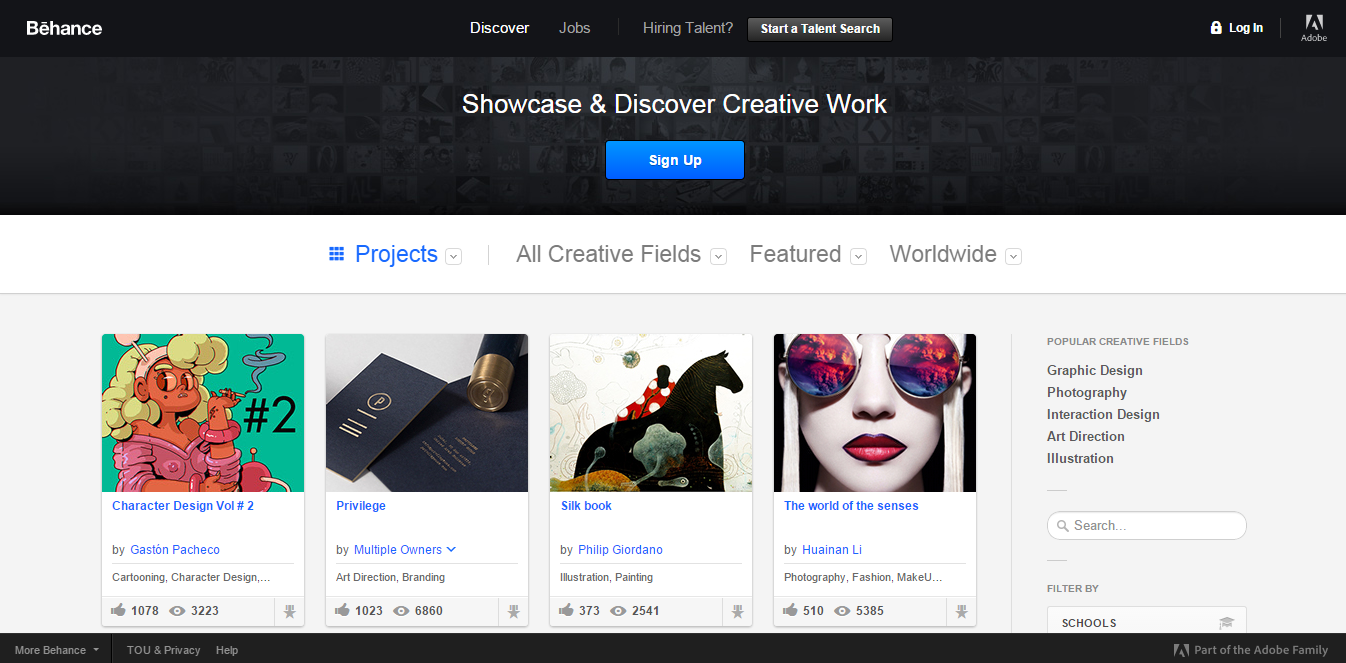 Bēhance
Discover Jobs Hiring Talent? Start a Talent Search
Log In
Adobe
Showcase & Discover Creative Work
Sign Up
Projects All Creative Fields Featured Worldwide
#2
P
Character Design Vol # 2
by Gastón Pacheco
Cartooning, Character Design,...
1078 3223
Privilege
by Multiple Owners
Art Direction, Branding
1023 6860
Silk book
by Philip Giordano
Illustration, Painting
373 2541
The world of the senses
by Huainan Li
Photography, Fashion, MakeU...
510 5385
POPULAR CREATIVE FIELDS
Graphic Design
Photography
Interaction Design
Art Direction
Illustration
Search...
FILTER BY
SCHOOLS
More Behance TOU & Privacy Help
Part of the Adobe Family